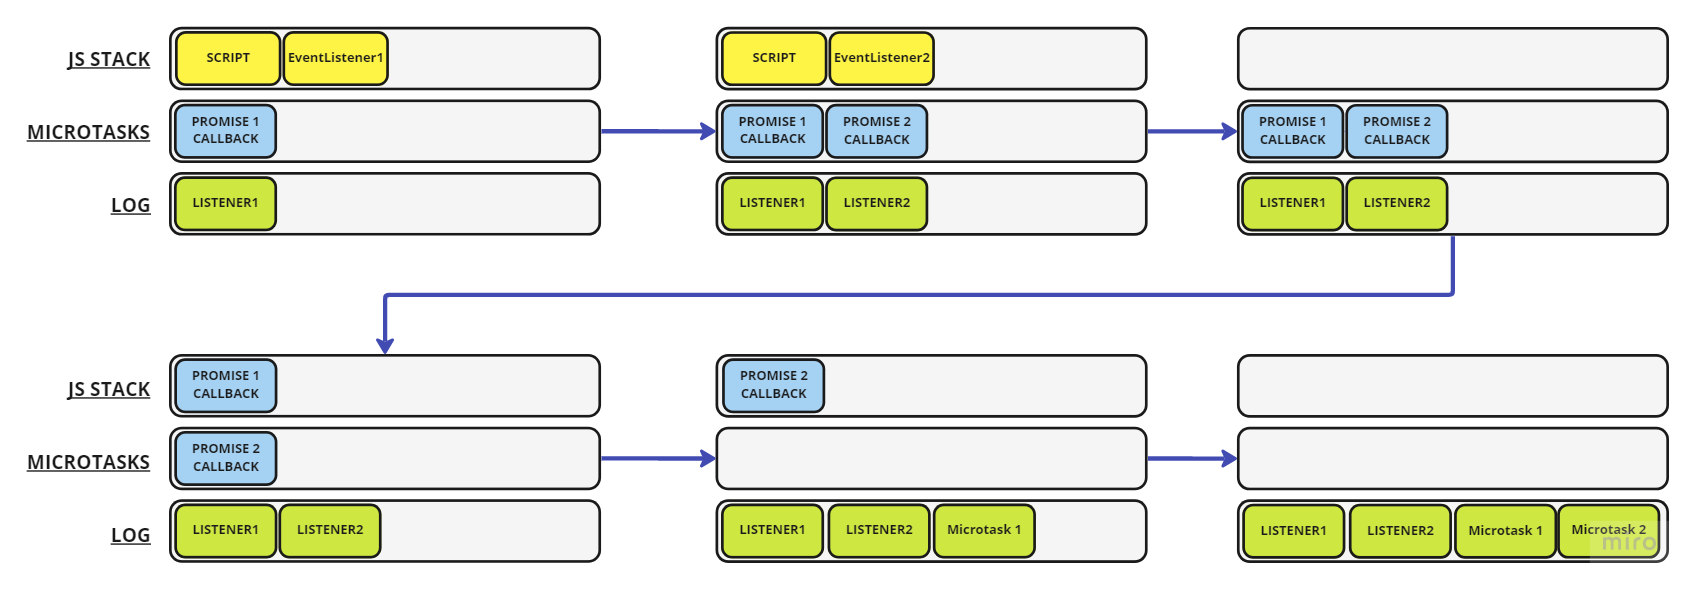 JS STACK
SCRIPT
EventListener1
SCRIPT
EventListener2
MICROTASKS
PROMISE 1
CALLBACK
PROMISE 1
CALLBACK
PROMISE 2
CALLBACK
PROMISE 1
CALLBACK
PROMISE 2
CALLBACK
LOG
LISTENER1
LISTENER1
LISTENER2
LISTENER1
LISTENER2
JS STACK
PROMISE 1
CALLBACK
PROMISE 2
CALLBACK
MICROTASKS
PROMISE 2
CALLBACK
LOG
LISTENER1
LISTENER2
LISTENER1
LISTENER2
Microtask 1
LISTENER1
LISTENER2
Microtask 1
Microtask 2
miro